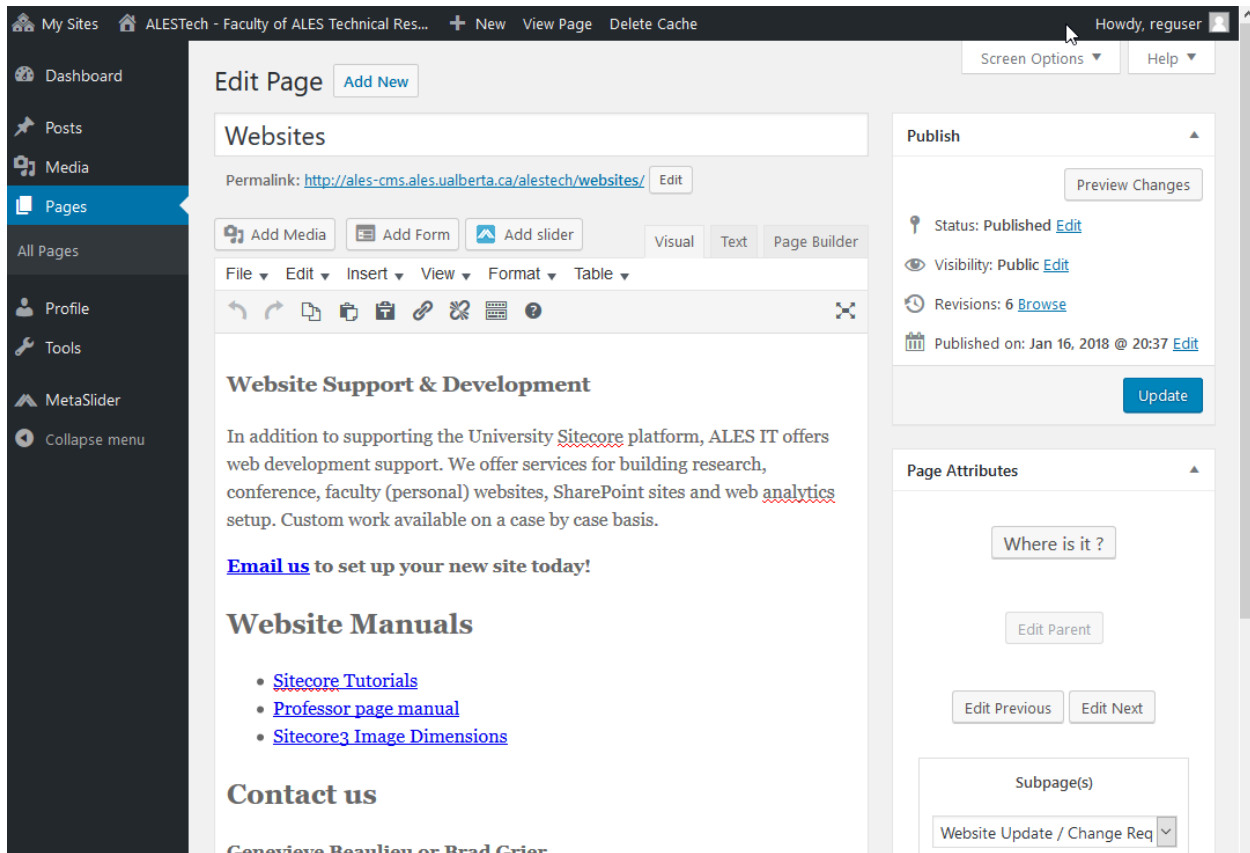 My Sites ALESTech - Faculty of ALES Technical Res... New View Page Delete Cache Howdy, reguser
Screen Options Help
Dashboard
Posts
Media
Pages
All Pages
Profile
Tools
MetaSlider
Collapse menu
Edit Page Add New
Websites
Permalink: http://ales-cms.ales.ualberta.ca/alestech/websites/ Edit
Add Media Add Form Add slider Visual Text Page Builder
File Edit Insert View Format Table
Website Support & Development
In addition to supporting the University Sitecore platform, ALES IT offers
web development support. We offer services for building research,
conference, faculty (personal) websites, SharePoint sites and web analytics
setup. Custom work available on a case by case basis.
Email us to set up your new site today!
Website Manuals
• Sitecore Tutorials
• Professor page manual
• Sitecore3 Image Dimensions
Contact us
Genevieve Beaulieu or Brad Grier
Publish
Preview Changes
Status: Published Edit
Visibility: Public Edit
Revisions: 6 Browse
Published on: Jan 16, 2018 @ 20:37 Edit
Update
Page Attributes
Where is it ?
Edit Parent
Edit Previous Edit Next
Subpage(s)
Website Update / Change Req